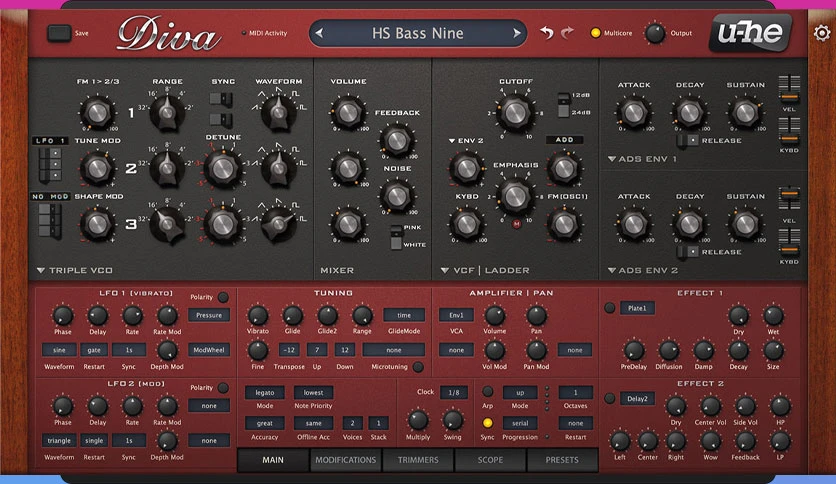 Save
Diva
MIDI Activity
HS Bass Nine
Multicore
Output
u-he
FM 1 > 2/3
RANGE
SYNC
WAVEFORM
VOLUME
CUTOFF
ATTACK DECAY SUSTAIN
1
FEEDBACK
12dB
24dB
VEL
LFO 1
TUNE MOD
DETUNE
ENV 2
ADD
RELEASE
KYBD
2
NOISE
EMPHASIS
ADS ENV 1
NO MOD
SHAPE MOD
KYBD
FM(OSC1)
ATTACK DECAY SUSTAIN
3
PINK
WHITE
M
VEL
RELEASE
KYBD
TRIPLE VCO
MIXER
VCF | LADDER
ADS ENV 2
LFO 1 (VIBRATO)
Polarity
Phase Delay Rate Rate Mod
Pressure
sine gate 1s
ModWheel
Waveform Restart Sync Depth Mod
TUNING
time
Vibrato Glide Glide2 Range GlideMode
-12 7 12 none
Fine Transpose Up Down Microtuning
AMPLIFIER | PAN
Env1
VCA Volume Pan
none none
Vol Mod Pan Mod
EFFECT 1
Plate1
Dry Wet
PreDelay Diffusion Damp Decay Size
LFO 2 (MOD)
Polarity
Phase Delay Rate Rate Mod
none
triangle single 1s
none
Waveform Restart Sync Depth Mod
legato lowest
Mode Note Priority
great same 2 1
Accuracy Offline Acc Voices Stack
Clock 1/8
Multiply Swing
up 1
Arp Mode Octaves
serial none
Sync Progression Restart
EFFECT 2
Delay2
Dry Center Vol Side Vol HP
Left Center Right Wow Feedback LP
MAIN MODIFICATIONS TRIMMERS SCOPE PRESETS